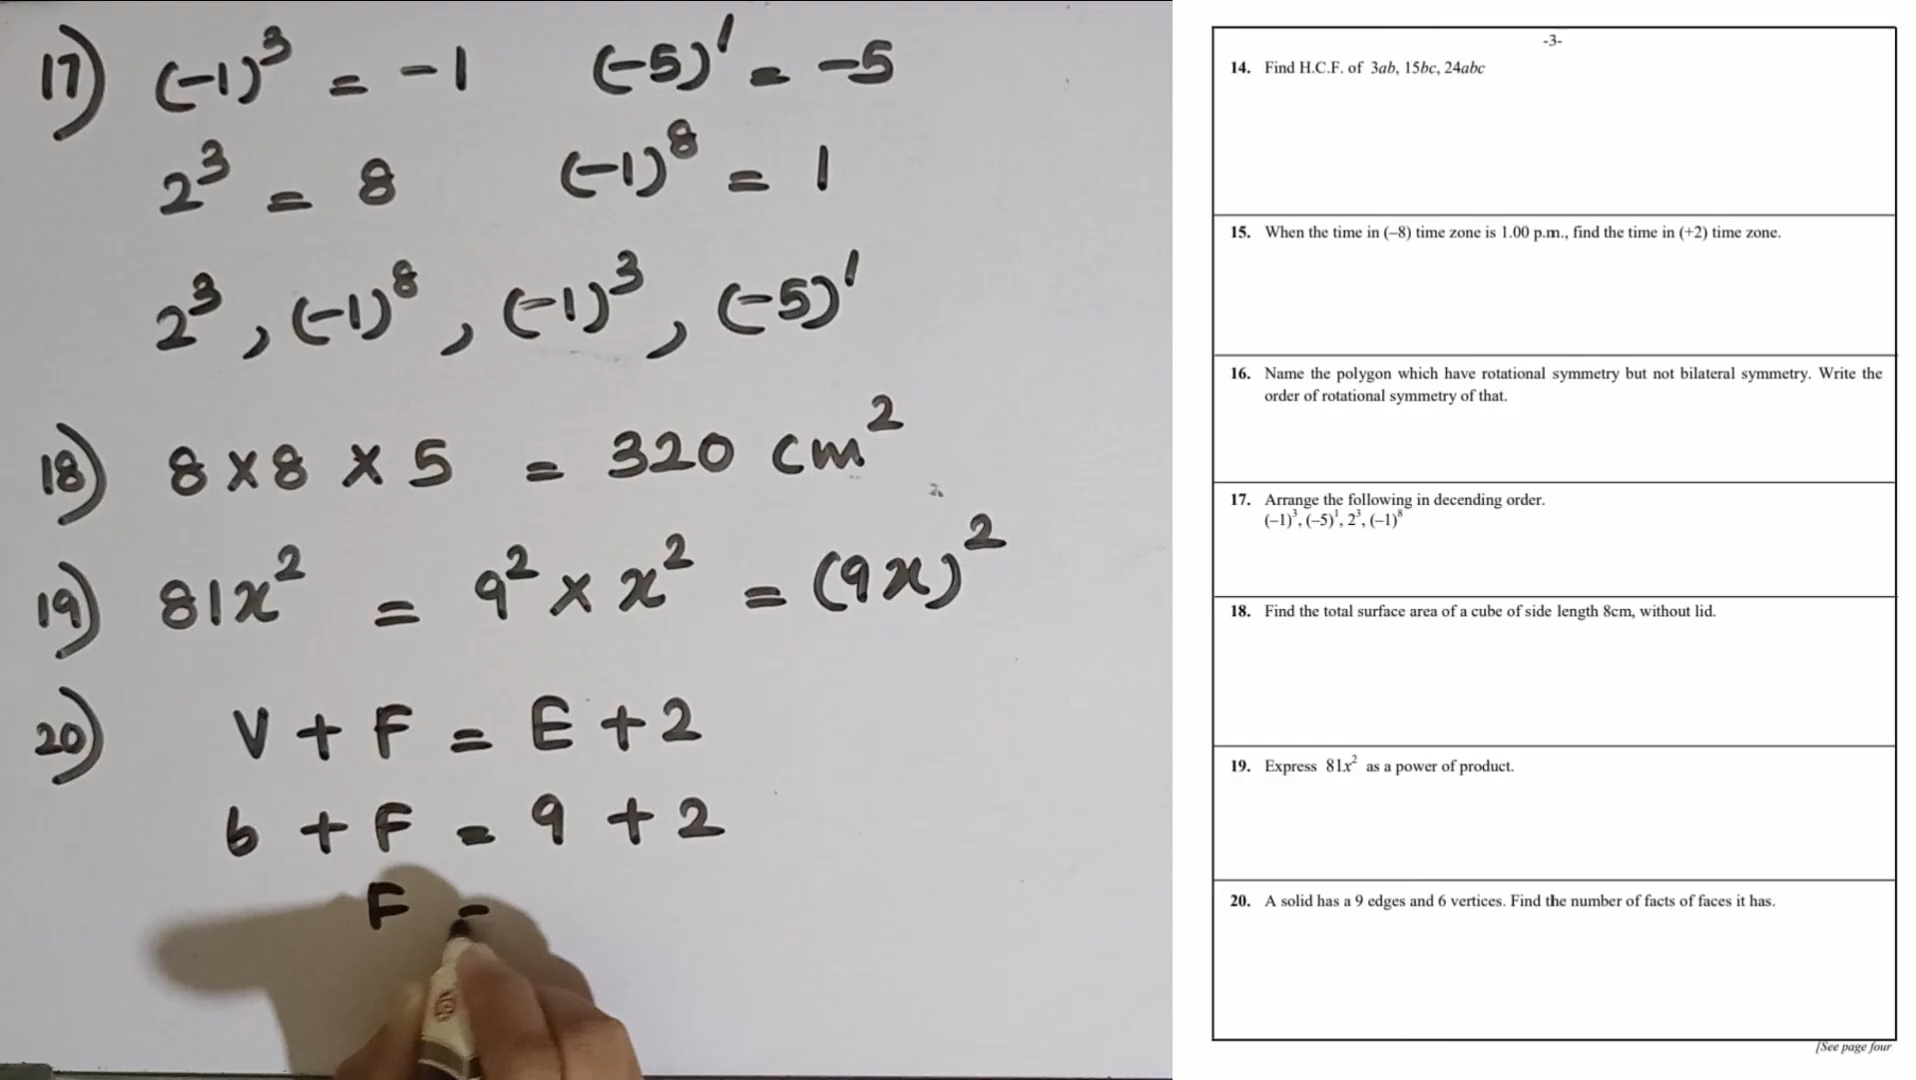 17) (-1)³ = -1 (-5)¹ = -5
2³ = 8 (-1)⁸ = 1
2³, (-1)⁸, (-1)³, (-5)¹
18) 8 × 8 × 5 = 320 cm²
19) 81x² = 9² × x² = (9x)²
20) V + F = E + 2
6 + F = 9 + 2
F =
-3-
14. Find H.C.F. of 3ab, 15bc, 24abc
15. When the time in (–8) time zone is 1.00 p.m., find the time in (+2) time zone.
16. Name the polygon which have rotational symmetry but not bilateral symmetry. Write the
order of rotational symmetry of that.
17. Arrange the following in decending order.
(–1)³, (–5)¹, 2³, (–1)⁸
18. Find the total surface area of a cube of side length 8cm, without lid.
19. Express 81x² as a power of product.
20. A solid has a 9 edges and 6 vertices. Find the number of facts of faces it has.
[See page four